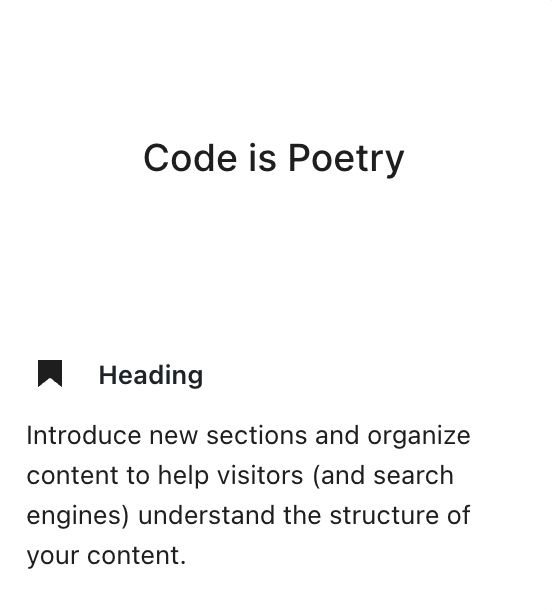 Code is Poetry
Heading
Introduce new sections and organize
content to help visitors (and search
engines) understand the structure of
your content.